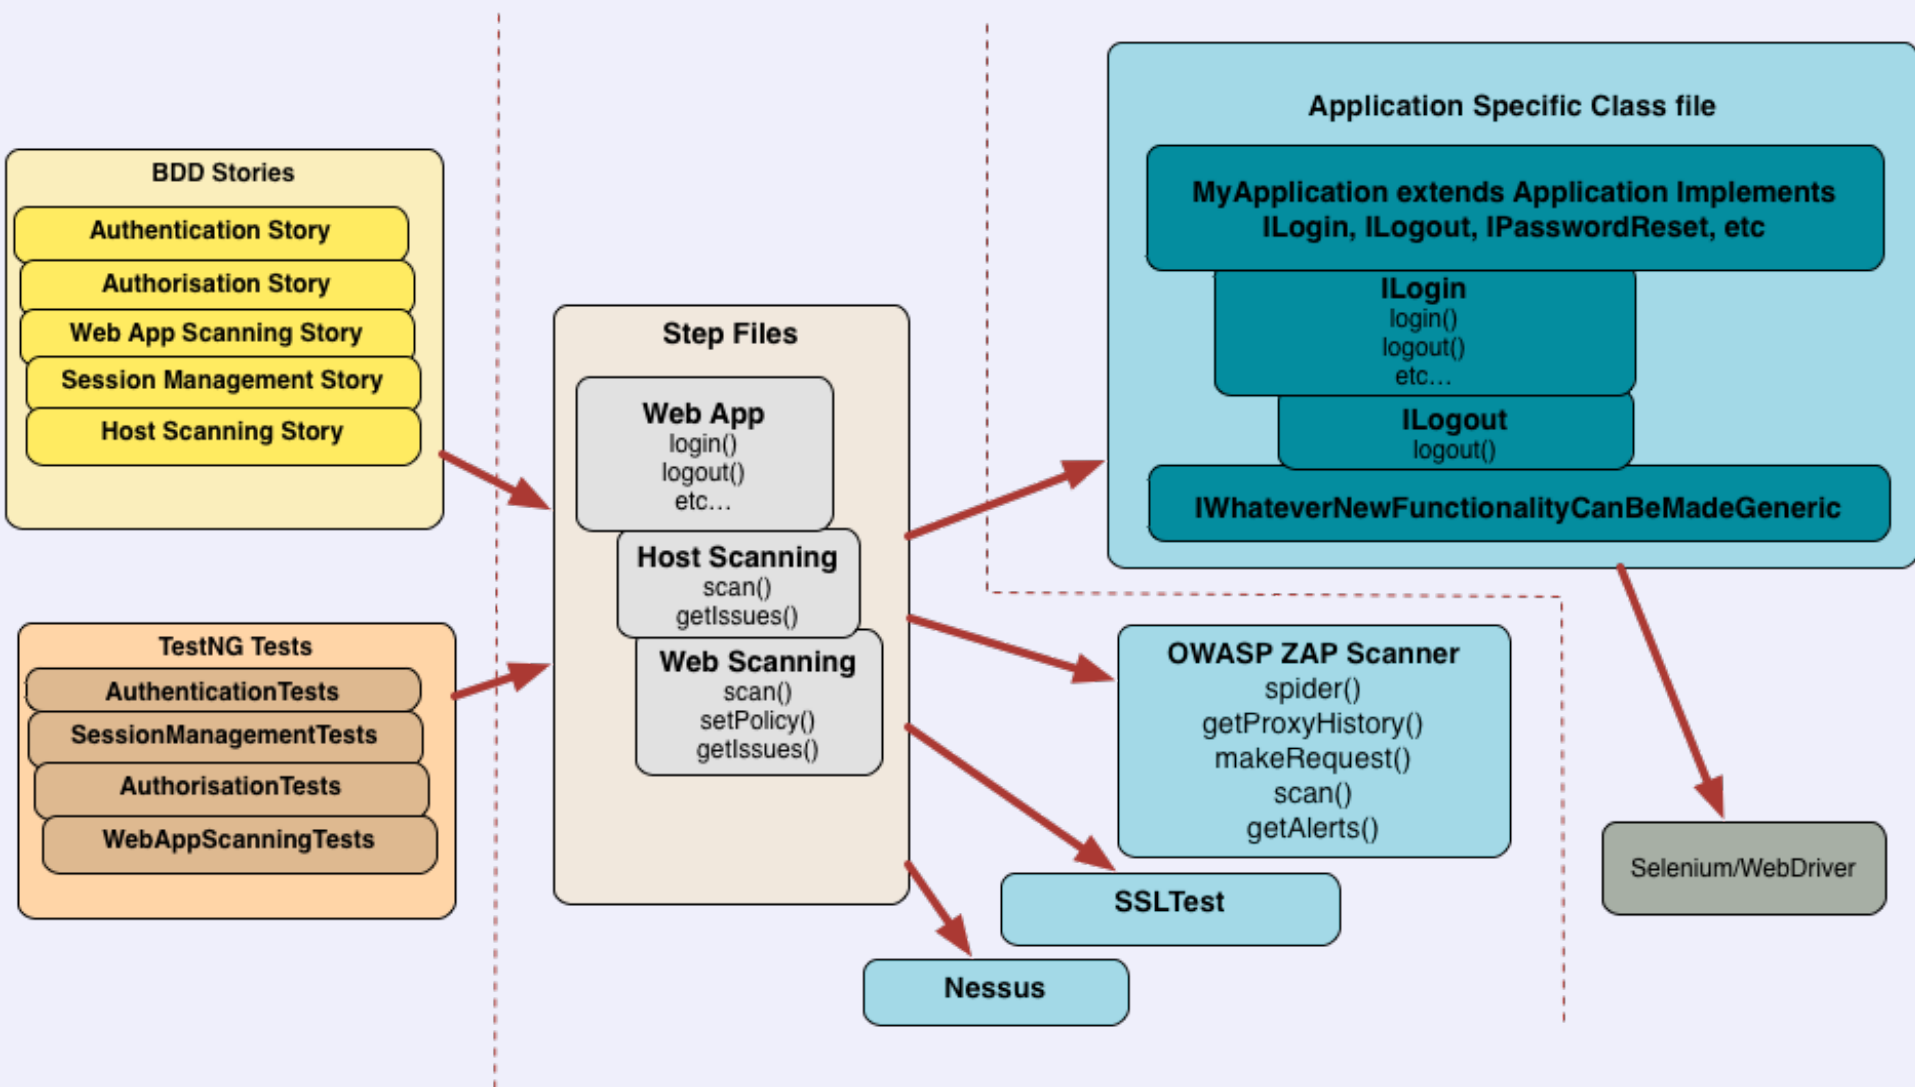 BDD Stories
Authentication Story
Authorisation Story
Web App Scanning Story
Session Management Story
Host Scanning Story
TestNG Tests
AuthenticationTests
SessionManagementTests
AuthorisationTests
WebAppScanningTests
Step Files
Web App
login()
logout()
etc...
Host Scanning
scan()
getIssues()
Web Scanning
scan()
setPolicy()
getIssues()
Application Specific Class file
MyApplication extends Application Implements
ILogin, ILogout, IPasswordReset, etc
ILogin
login()
logout()
etc...
ILogout
logout()
IWhateverNewFunctionalityCanBeMadeGeneric
OWASP ZAP Scanner
spider()
getProxyHistory()
makeRequest()
scan()
getAlerts()
SSLTest
Nessus
Selenium/WebDriver